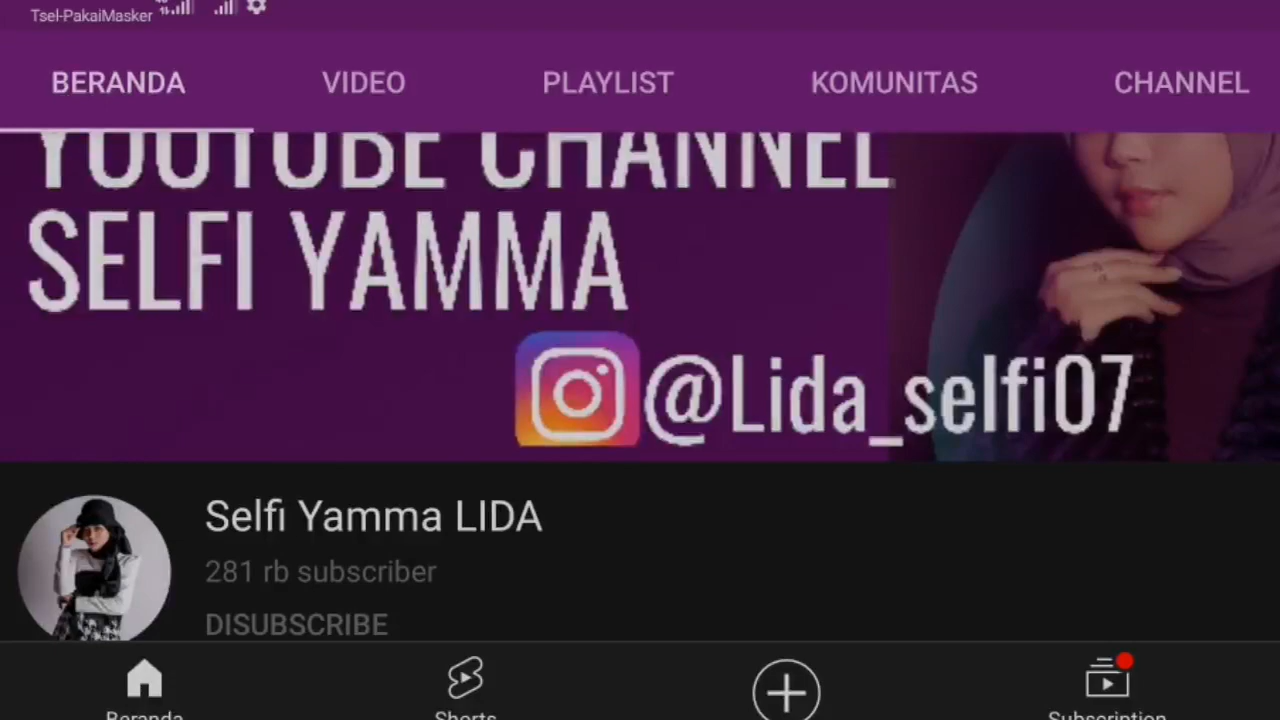 Tsel-PakaiMasker
BERANDA VIDEO PLAYLIST KOMUNITAS CHANNEL
YOUTUBE CHANNEL
SELFI YAMMA
@Lida_selfi07
Selfi Yamma LIDA
281 rb subscriber
DISUBSCRIBE
Beranda Shorts Subscription